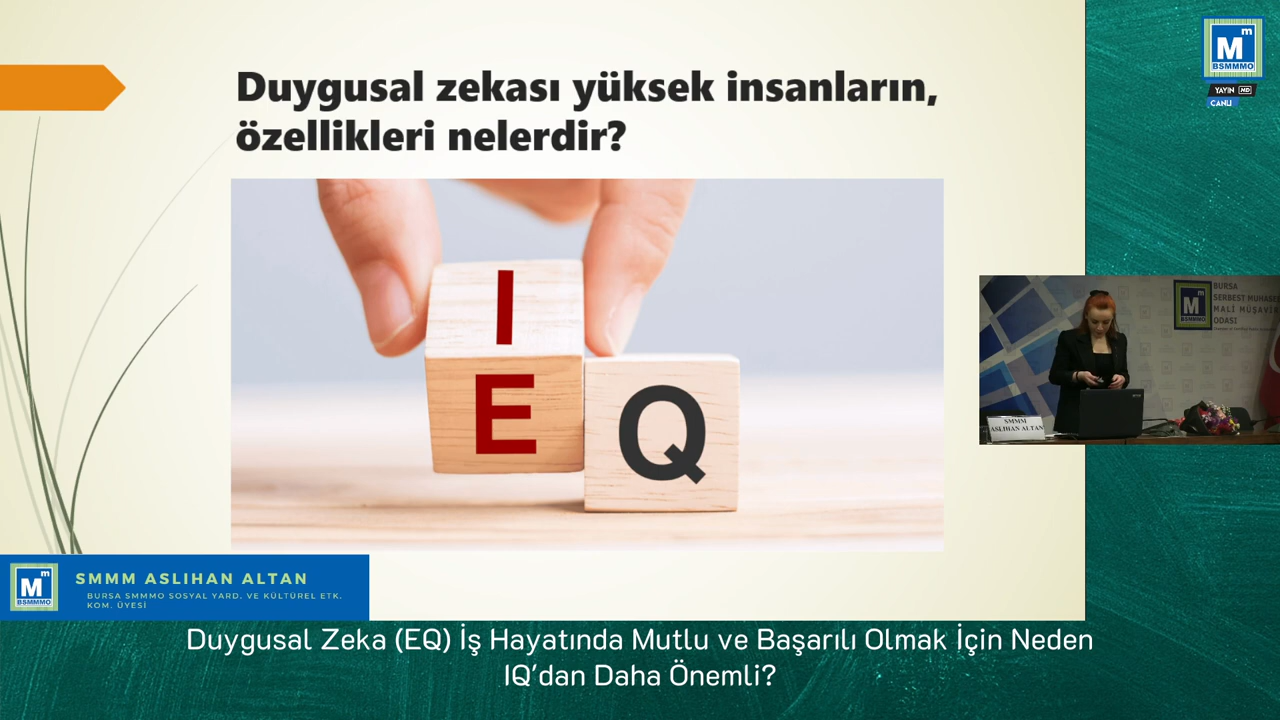 Duygusal zekası yüksek insanların,
özellikleri nelerdir?
I
E
Q
M m
BSMMMO
YAYIN HD
CANLI
BURSA
SERBEST MUHASE
MALİ MÜŞAVİR
ODASI
M
BSMMMO
SMMM
ASLIHAN ALTAN
M m
BSMMMO
SMMM ASLIHAN ALTAN
BURSA SMMMO SOSYAL YARD. VE KÜLTÜREL ETK.
KOM. ÜYESİ
Duygusal Zeka (EQ) İş Hayatında Mutlu ve Başarılı Olmak İçin Neden
IQ'dan Daha Önemli?